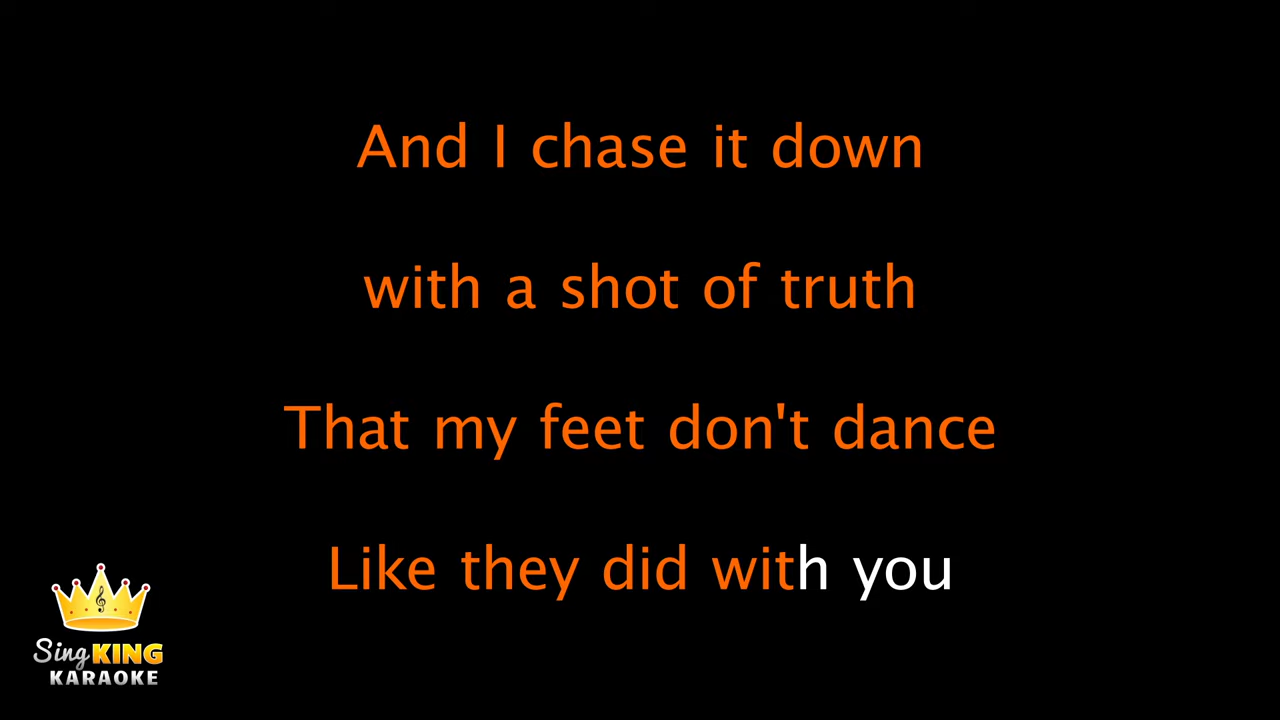 And I chase it down
with a shot of truth
That my feet don't dance
Like they did with you
Sing KING
KARAOKE